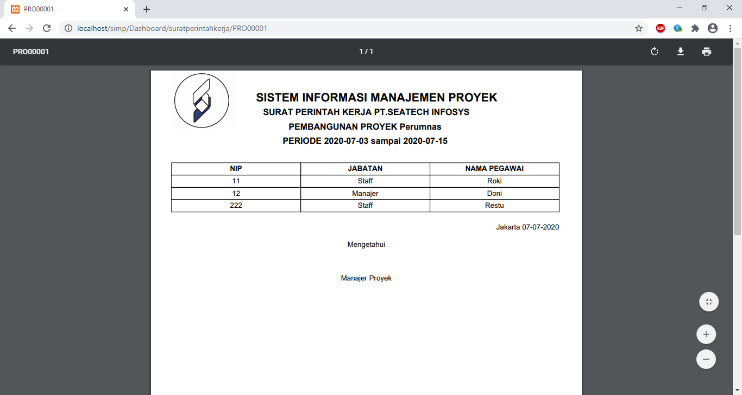 PRO00001
localhost/simp/Dashboard/suratperintahkerja/PRO00001
PRO00001 1 / 1
SISTEM INFORMASI MANAJEMEN PROYEK
SURAT PERINTAH KERJA PT.SEATECH INFOSYS
PEMBANGUNAN PROYEK Perumnas
PERIODE 2020-07-03 sampai 2020-07-15
NIP JABATAN NAMA PEGAWAI
11 Staff Roki
12 Manajer Doni
222 Staff Restu
Jakarta 07-07-2020
Mengetahui
Manajer Proyek